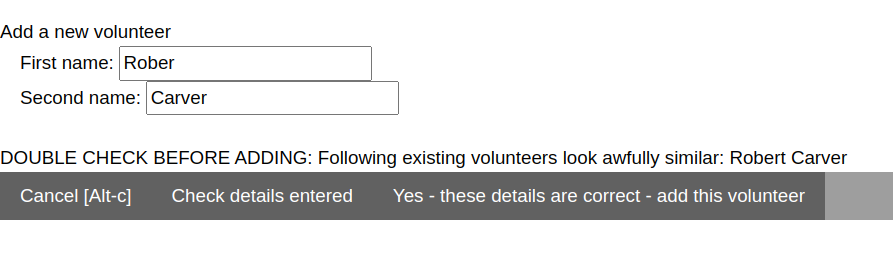 Add a new volunteer
First name: Rober
Second name: Carver
DOUBLE CHECK BEFORE ADDING: Following existing volunteers look awfully similar: Robert Carver
Cancel [Alt-c] Check details entered Yes - these details are correct - add this volunteer